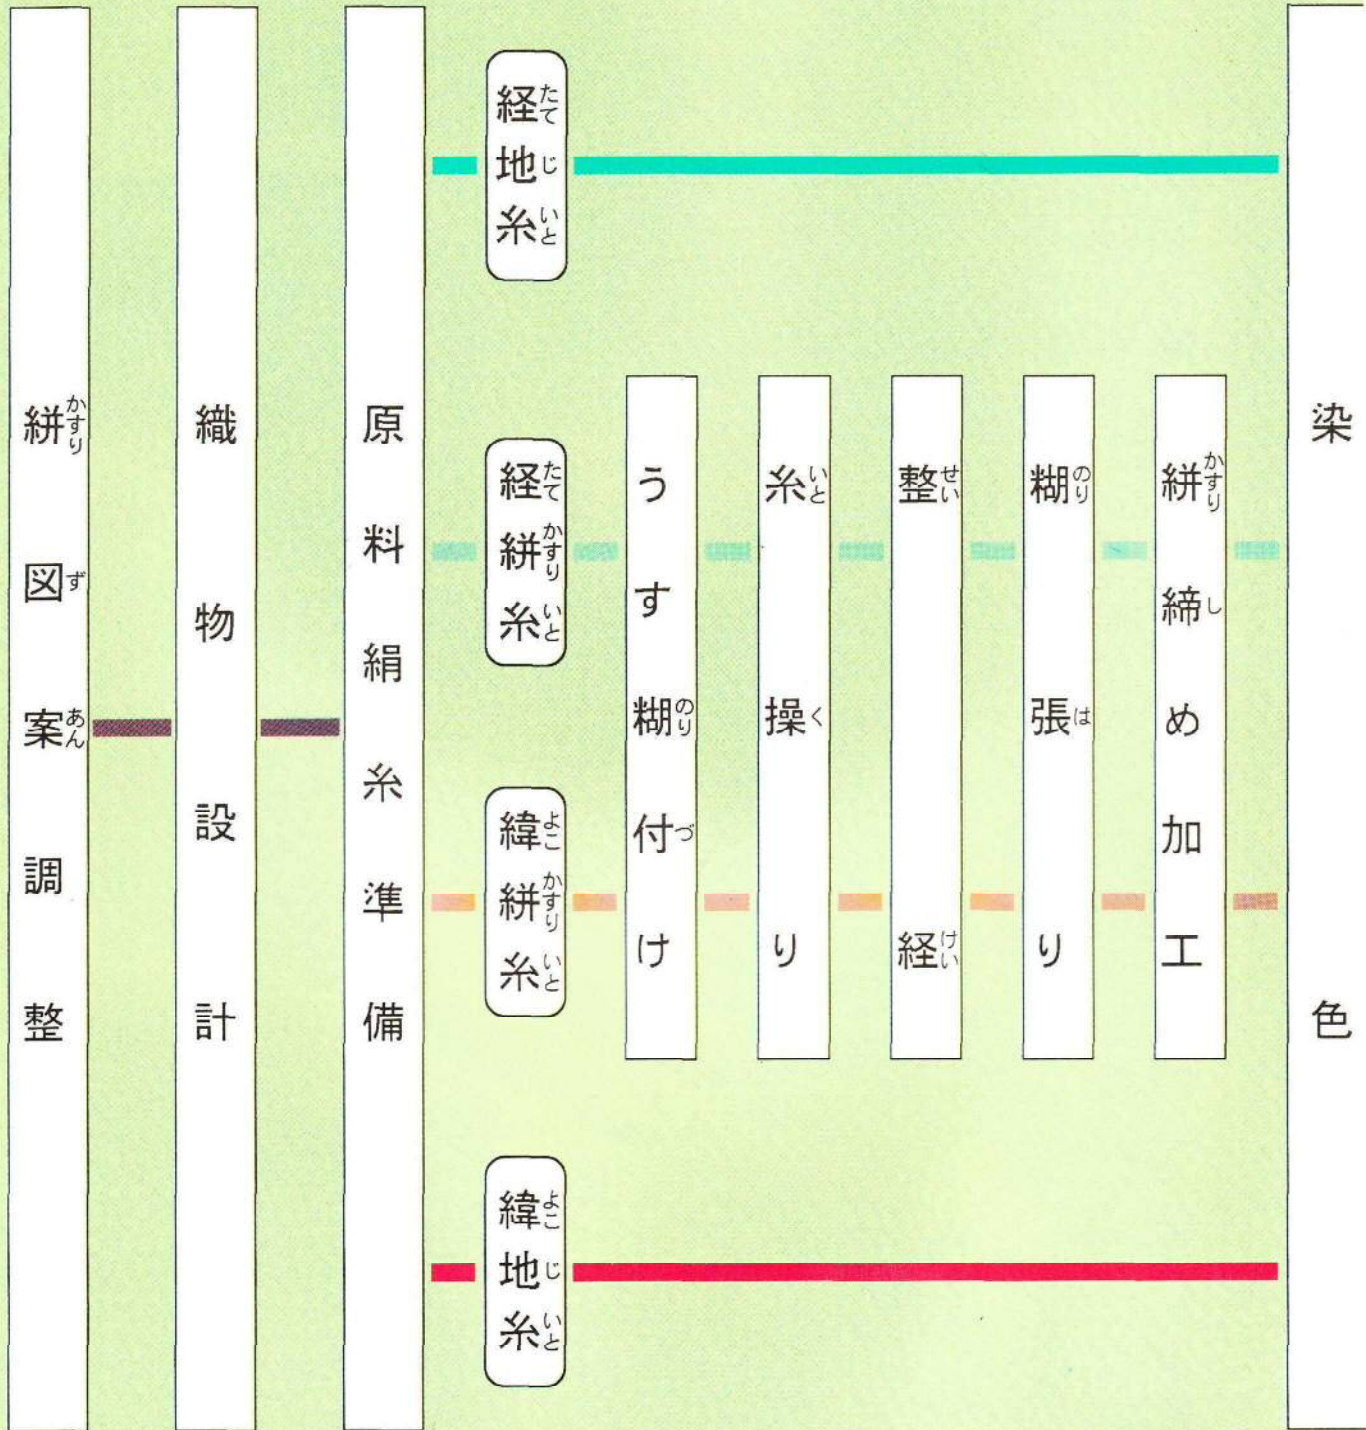 絣図案調整
織物設計
原料絹糸準備
経地糸
経絣糸
緯絣糸
緯地糸
うす糊付け
糸操り
整経
糊張り
絣締め加工
染色